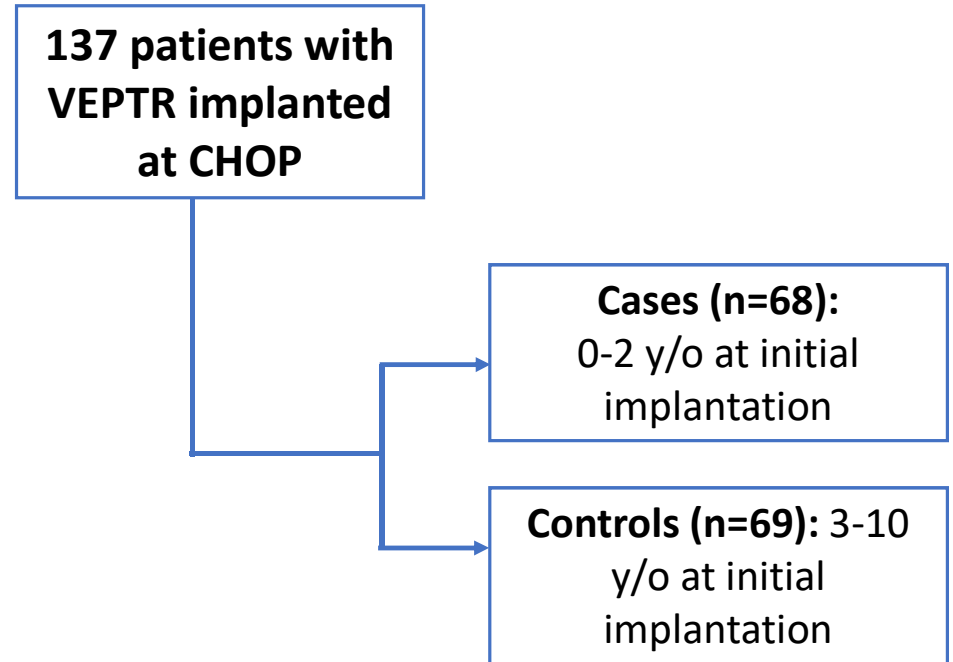 137 patients with
VEPTR implanted
at CHOP
Cases (n=68):
0-2 y/o at initial
implantation
Controls (n=69): 3-10
y/o at initial
implantation